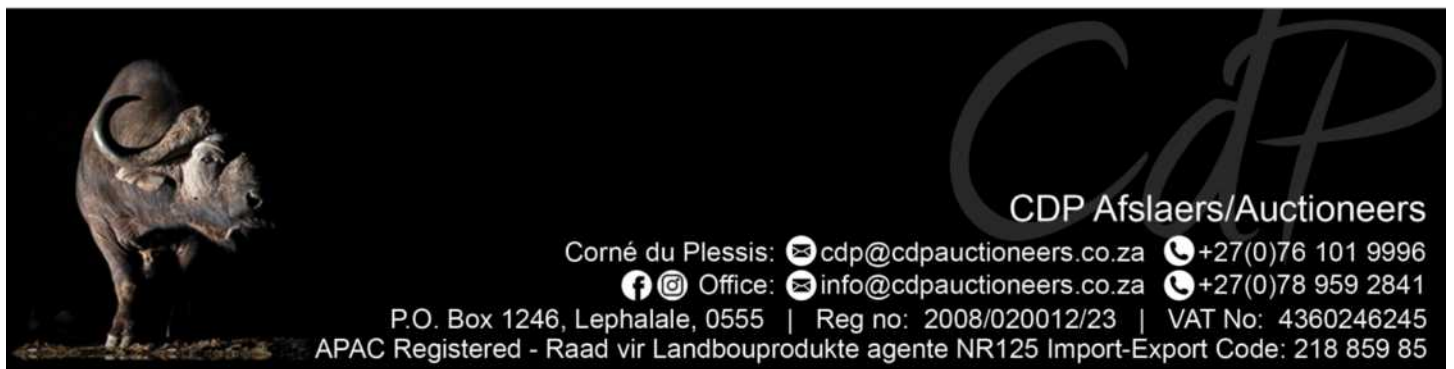 CdP
CDP Afslaers/Auctioneers
Corné du Plessis: cdp@cdpauctioneers.co.za +27(0)76 101 9996
Office: info@cdpauctioneers.co.za +27(0)78 959 2841
P.O. Box 1246, Lephalale, 0555 | Reg no: 2008/020012/23 | VAT No: 4360246245
APAC Registered - Raad vir Landbouprodukte agente NR125 Import-Export Code: 218 859 85